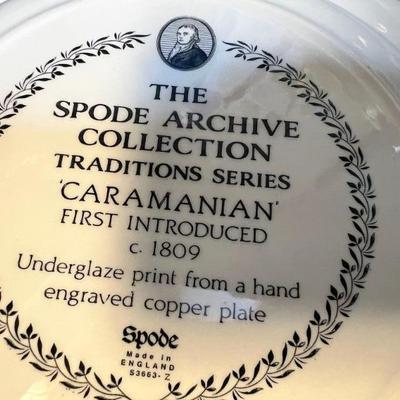 THE
SPODE ARCHIVE
COLLECTION
TRADITIONS SERIES
'CARAMANIAN'
FIRST INTRODUCED
c. 1809
Underglaze print from a hand
engraved copper plate
Spode
Made in
ENGLAND
S3663-Z